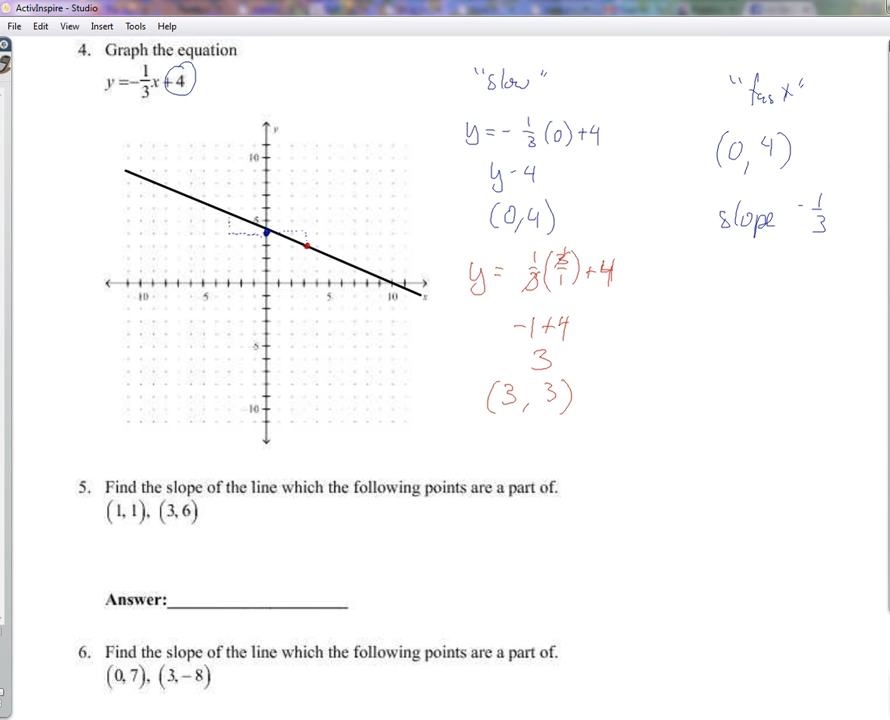 ActivInspire - Studio
File Edit View Insert Tools Help
4. Graph the equation
y = -1/3 x + 4
"slow"
y = - 1/3 (0) + 4
y - 4
(0,4)
y = 1/3 (3/1) + 4
-1 + 4
3
(3, 3)
"fast"
(0, 4)
slope - 1/3
y
10
5
10 5 5 10 x
5
10
5. Find the slope of the line which the following points are a part of.
(1, 1), (3, 6)
Answer:____________________
6. Find the slope of the line which the following points are a part of.
(0, 7), (3, -8)